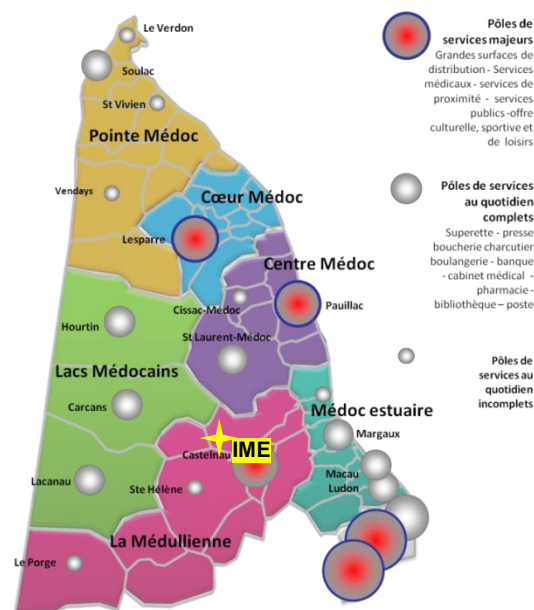 Le Verdon
Soulac
St Vivien
Pointe Médoc
Vendays
Cœur Médoc
Lesparre
Centre Médoc
Cissac-Médoc
Pauillac
Hourtin
St Laurent-Médoc
Lacs Médocains
Carcans
Médoc estuaire
Margaux
IME
Castelnau
Macau
Ludon
Lacanau
Ste Hélène
La Médullienne
Le Porge
Pôles de
services majeurs
Grandes surfaces de
distribution - Services
médicaux - services de
proximité - services
publics -offre
culturelle, sportive et
de loisirs
Pôles de services
au quotidien
complets
Superette - presse
boucherie charcutier
boulangerie - banque
- cabinet médical -
pharmacie -
bibliothèque – poste
Pôles de
services au
quotidien
incomplets